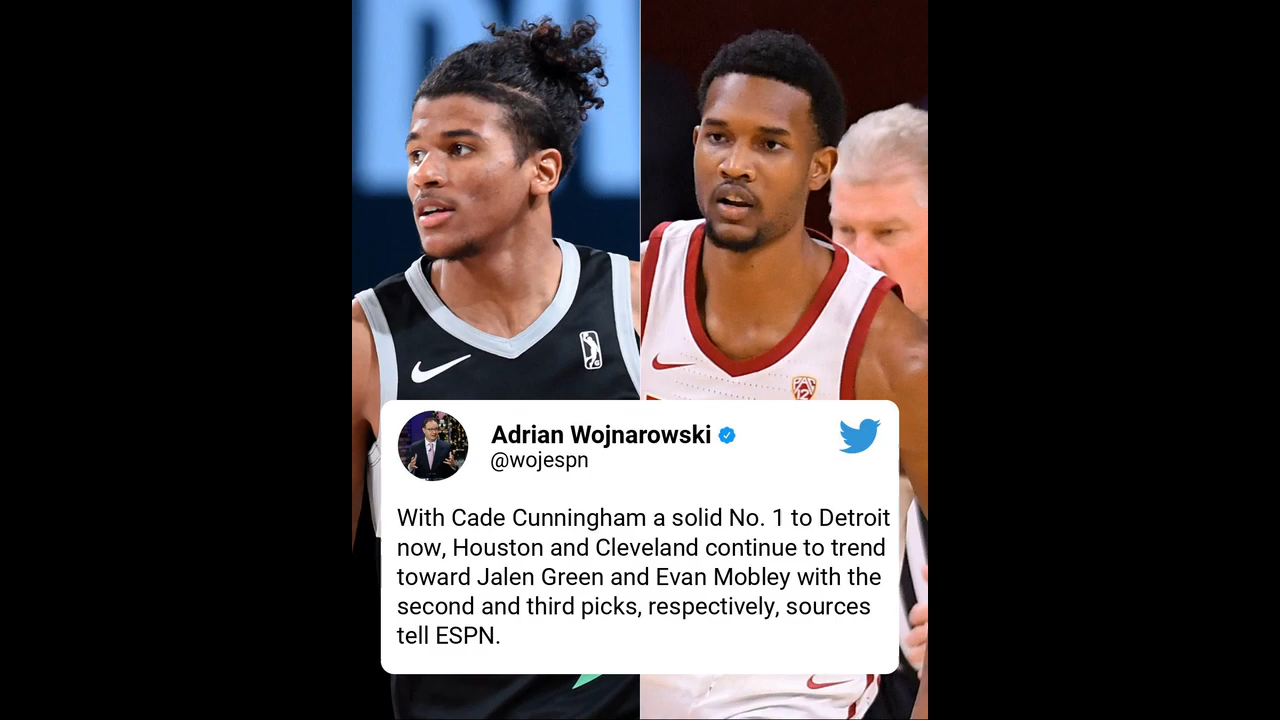 Adrian Wojnarowski
@wojespn
With Cade Cunningham a solid No. 1 to Detroit
now, Houston and Cleveland continue to trend
toward Jalen Green and Evan Mobley with the
second and third picks, respectively, sources
tell ESPN.